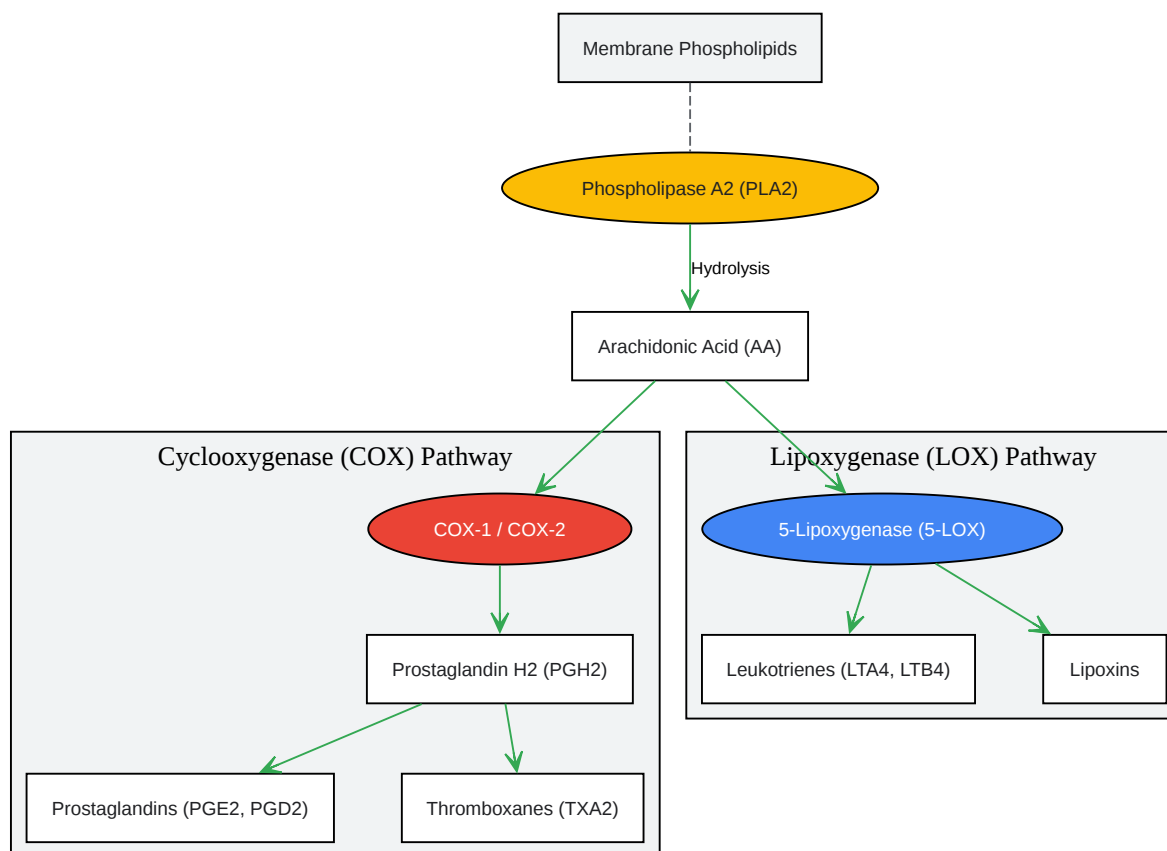 Membrane Phospholipids
Phospholipase A2 (PLA2)
Hydrolysis
Arachidonic Acid (AA)
Cyclooxygenase (COX) Pathway
Lipoxygenase (LOX) Pathway
COX-1 / COX-2
5-Lipoxygenase (5-LOX)
Prostaglandin H2 (PGH2)
Leukotrienes (LTA4, LTB4)
Lipoxins
Prostaglandins (PGE2, PGD2)
Thromboxanes (TXA2)